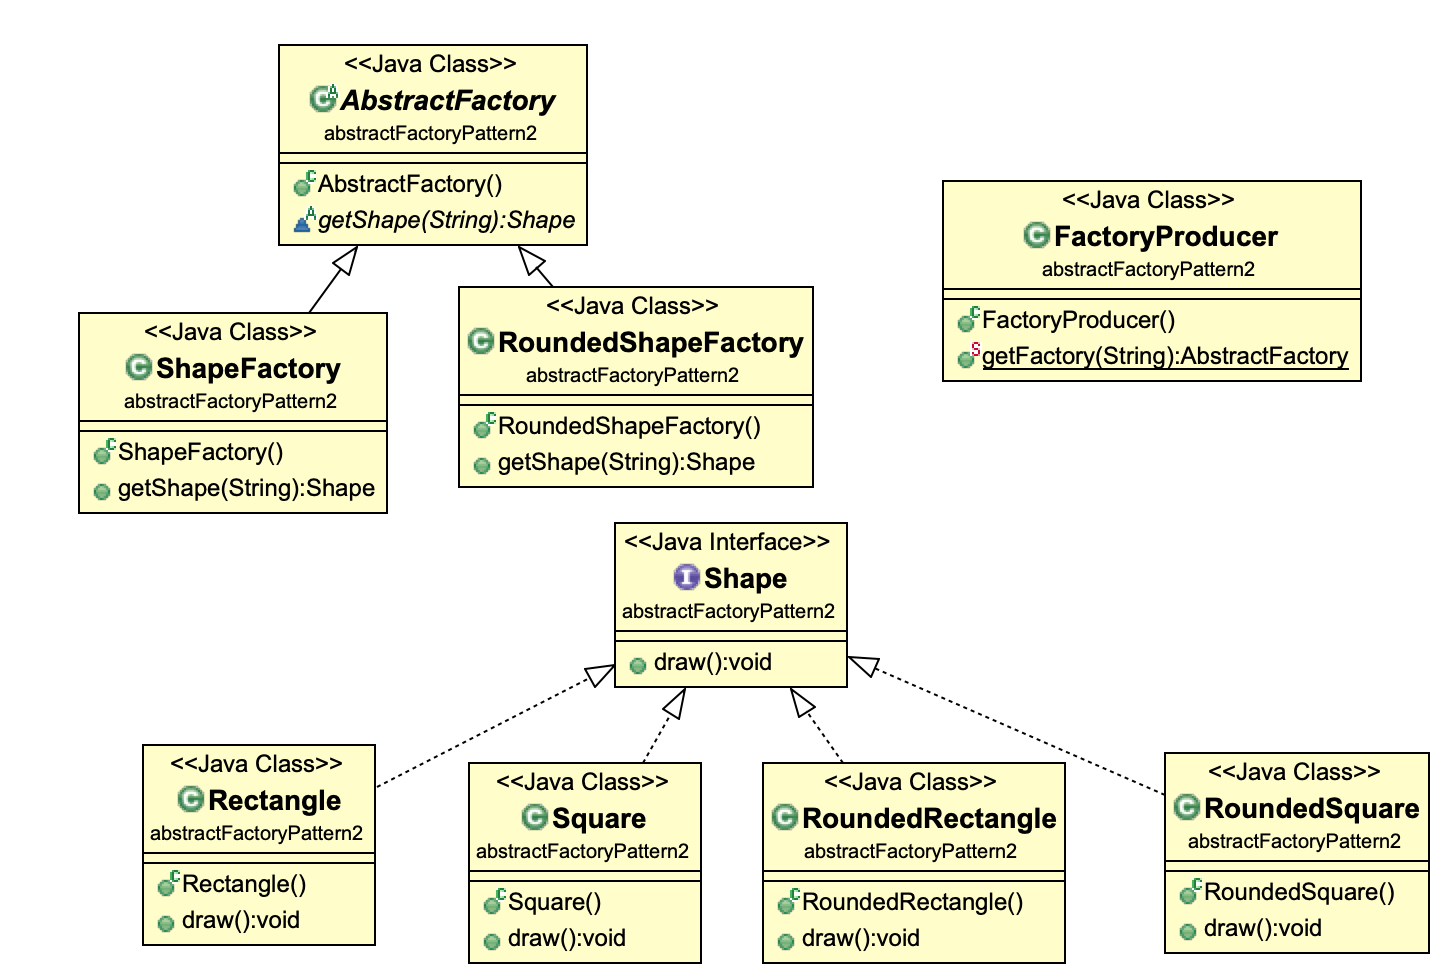 <<Java Class>>
AbstractFactory
abstractFactoryPattern2
AbstractFactory()
getShape(String):Shape
<<Java Class>>
FactoryProducer
abstractFactoryPattern2
FactoryProducer()
getFactory(String):AbstractFactory
<<Java Class>>
ShapeFactory
abstractFactoryPattern2
ShapeFactory()
getShape(String):Shape
<<Java Class>>
RoundedShapeFactory
abstractFactoryPattern2
RoundedShapeFactory()
getShape(String):Shape
<<Java Interface>>
Shape
abstractFactoryPattern2
draw():void
<<Java Class>>
Rectangle
abstractFactoryPattern2
Rectangle()
draw():void
<<Java Class>>
Square
abstractFactoryPattern2
Square()
draw():void
<<Java Class>>
RoundedRectangle
abstractFactoryPattern2
RoundedRectangle()
draw():void
<<Java Class>>
RoundedSquare
abstractFactoryPattern2
RoundedSquare()
draw():void